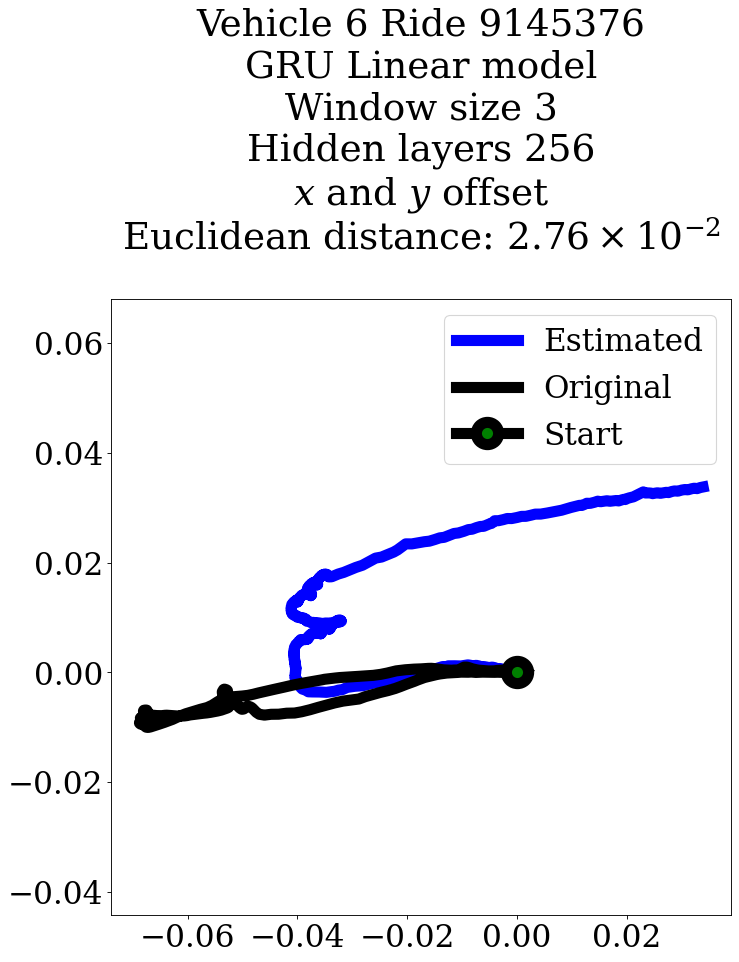 Vehicle 6 Ride 9145376
GRU Linear model
Window size 3
Hidden layers 256
x and y offset
Euclidean distance: 2.76 × 10⁻²
Estimated
Original
Start
0.06
0.04
0.02
0.00
−0.02
−0.04
−0.06 −0.04 −0.02 0.00 0.02